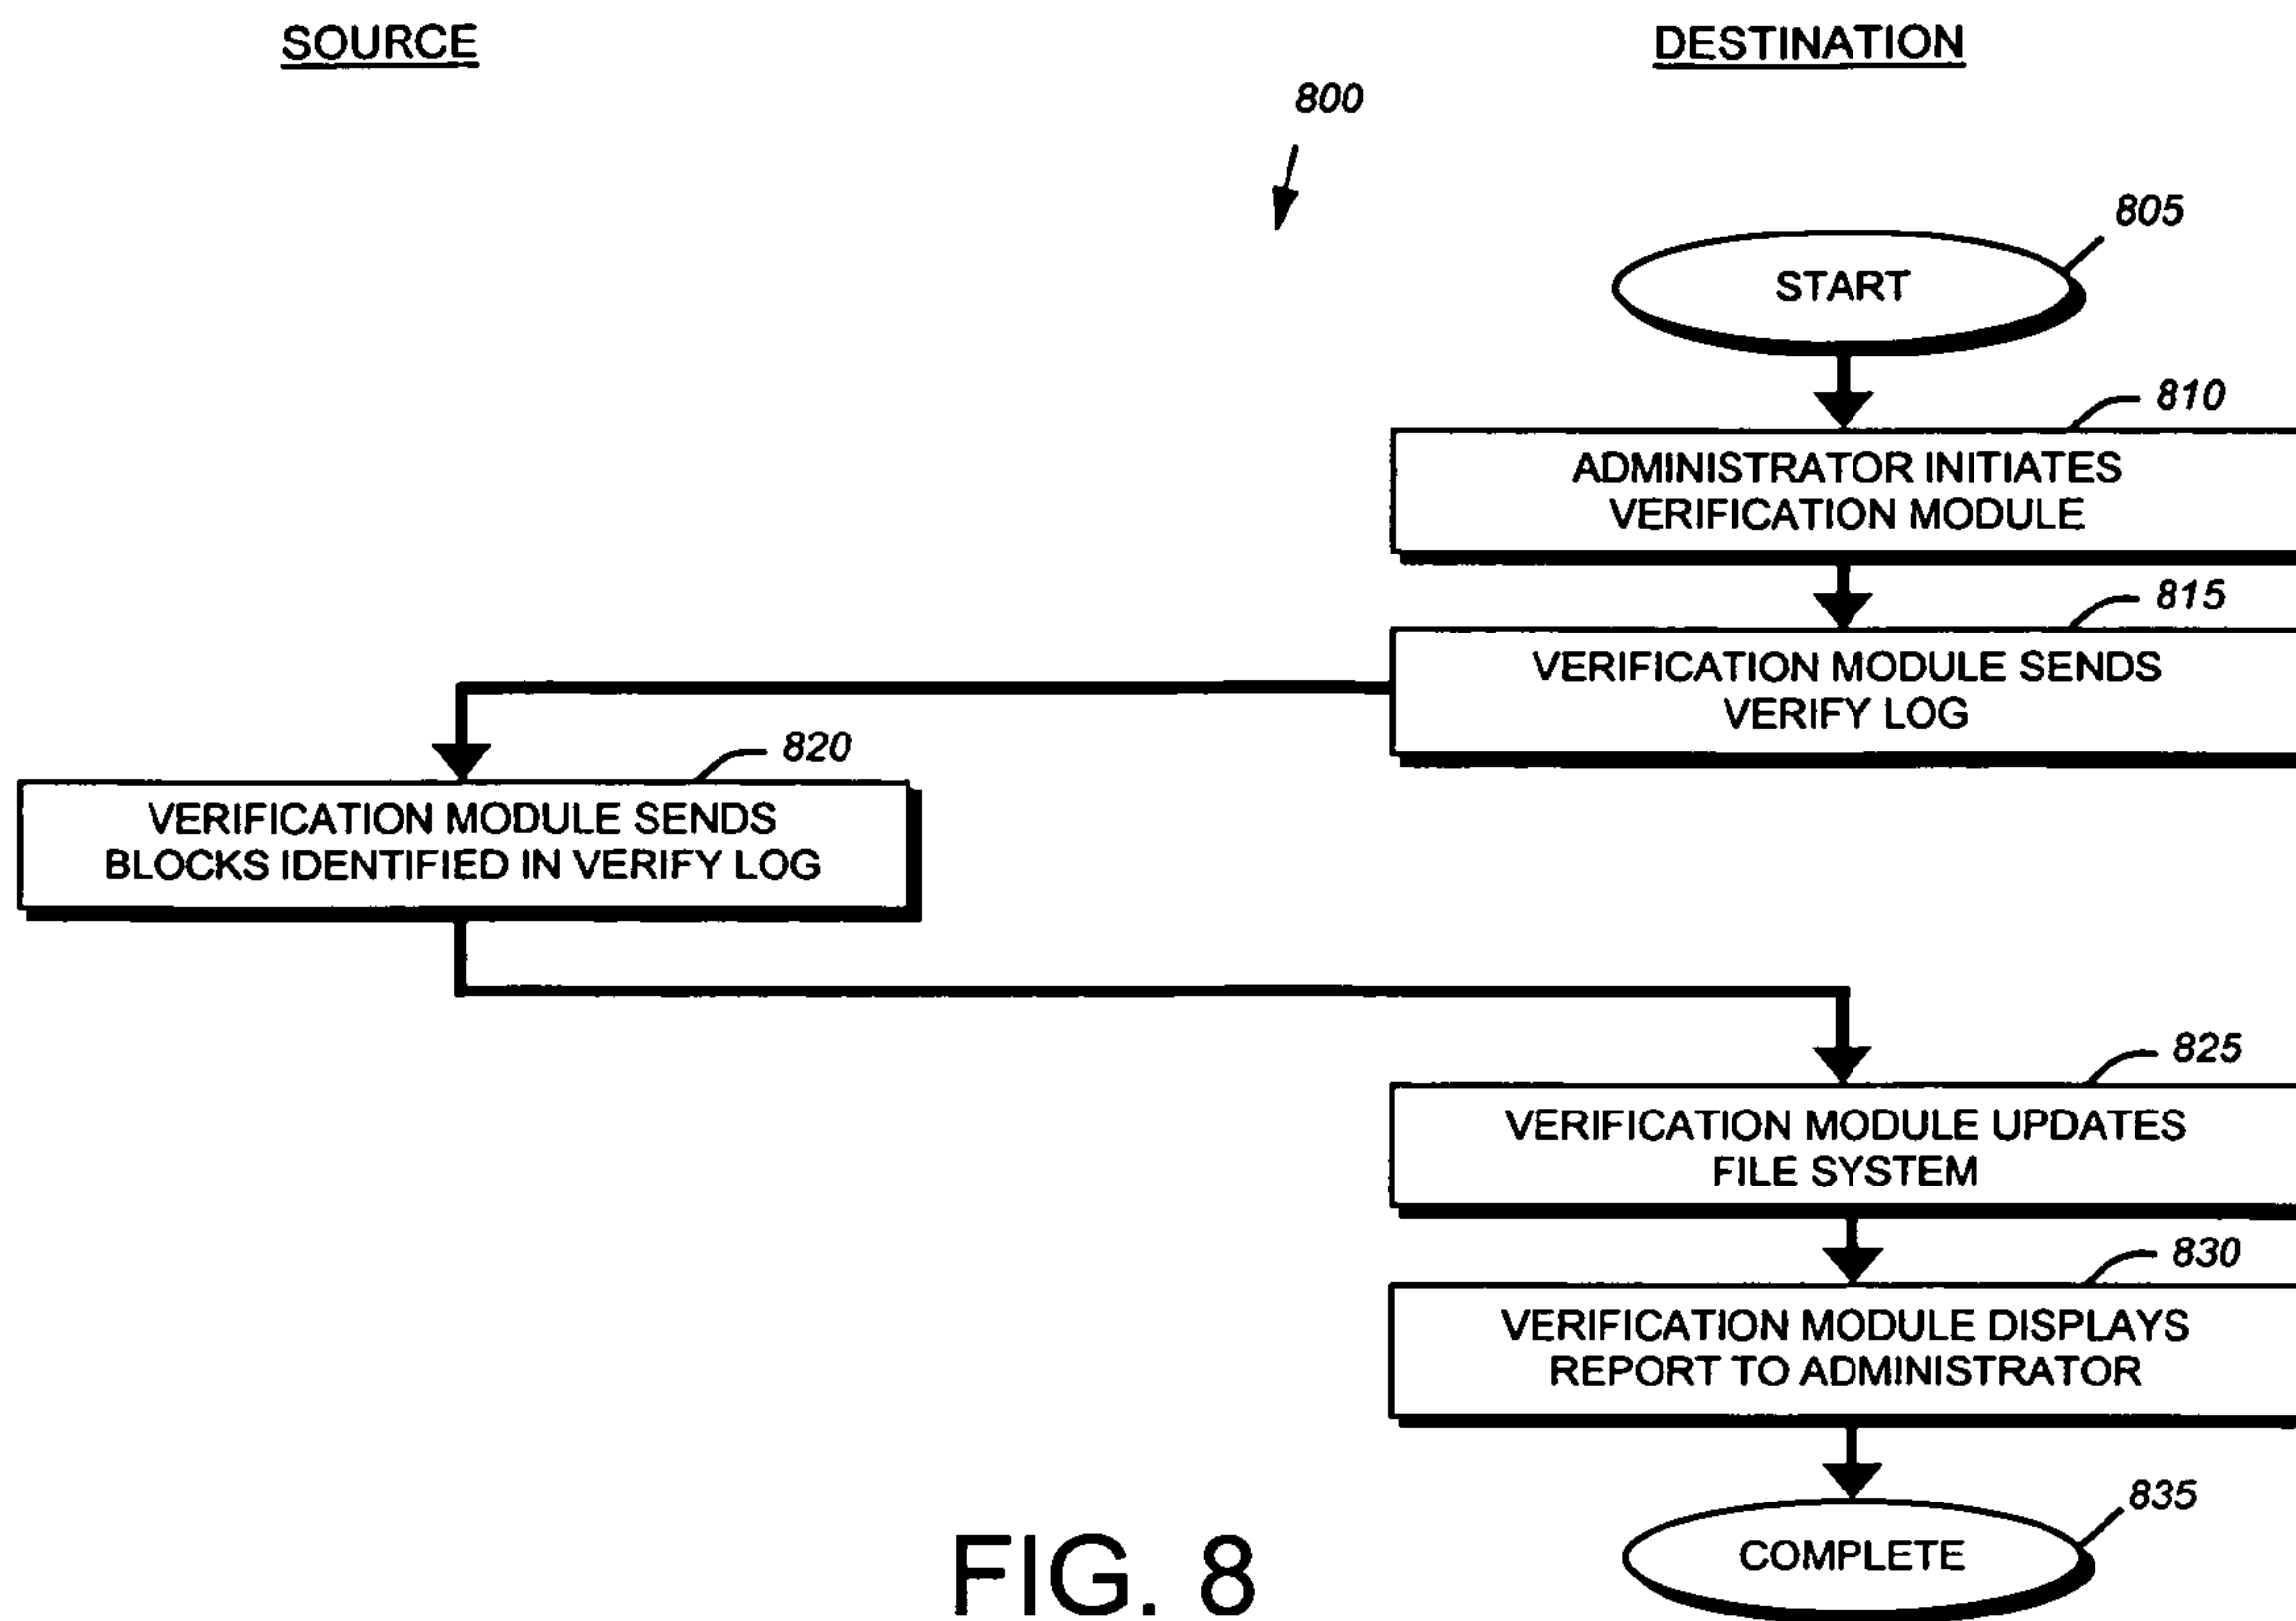 SOURCE
DESTINATION
800
805
START
810
ADMINISTRATOR INITIATES
VERIFICATION MODULE
815
VERIFICATION MODULE SENDS
VERIFY LOG
820
VERIFICATION MODULE SENDS
BLOCKS IDENTIFIED IN VERIFY LOG
825
VERIFICATION MODULE UPDATES
FILE SYSTEM
830
VERIFICATION MODULE DISPLAYS
REPORT TO ADMINISTRATOR
835
COMPLETE
FIG. 8